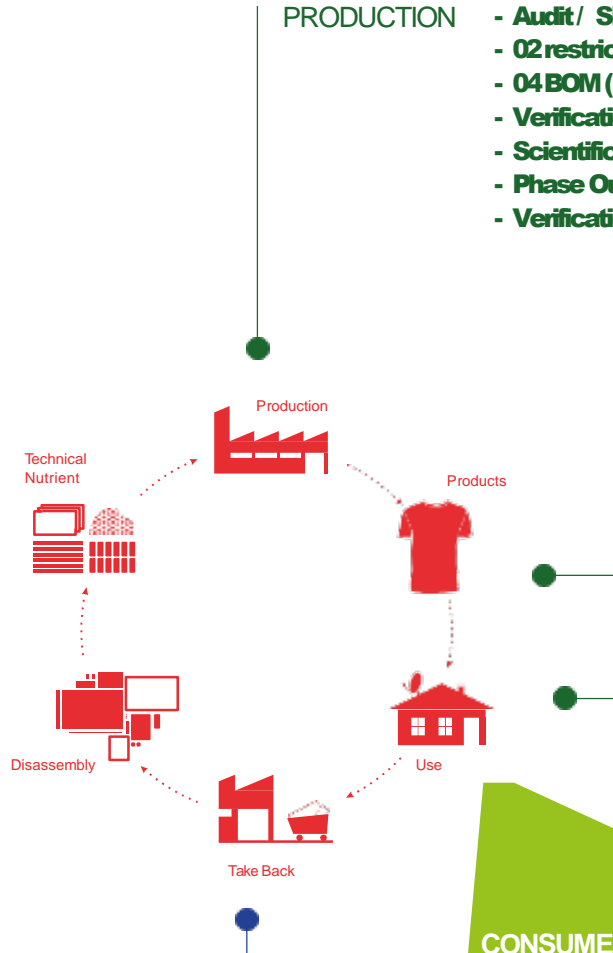 PRODUCTION
- Audit /
- 02 restric
- 04 BOM (
- Verificati
- Scientific
- Phase Ou
- Verificati
Production
Technical
Nutrient
Products
Disassembly
Use
Take Back
CONSUME